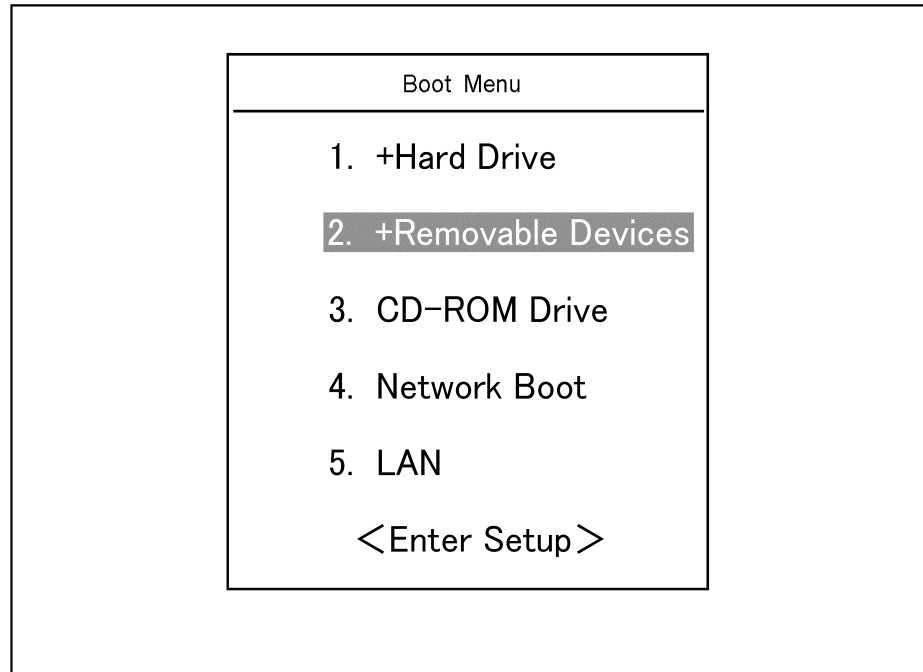 Boot Menu
1. +Hard Drive
2. +Removable Devices
3. CD-ROM Drive
4. Network Boot
5. LAN
<Enter Setup>